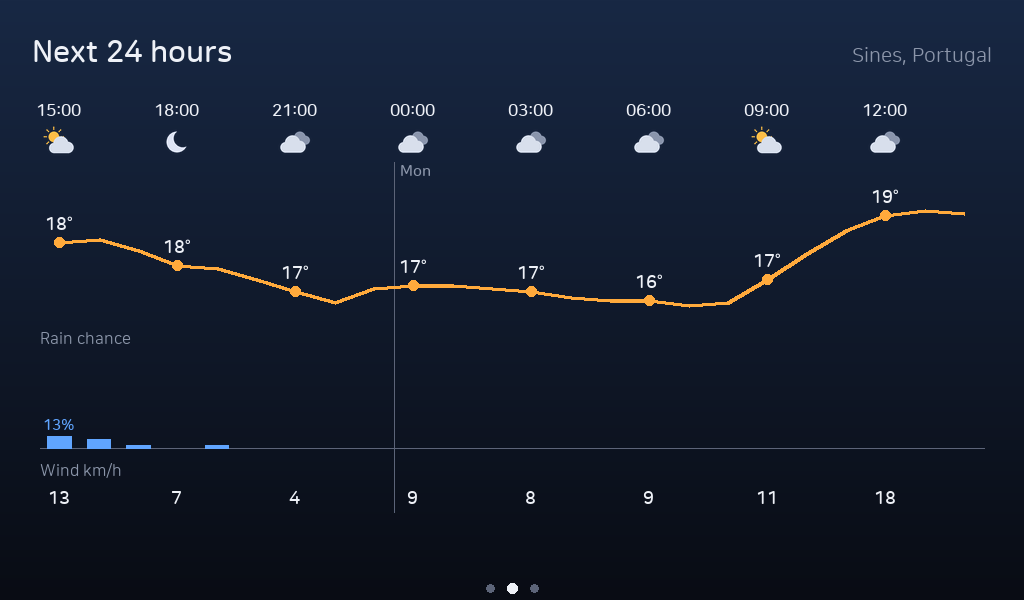 Next 24 hours
Sines, Portugal
15:00 18:00 21:00 00:00 03:00 06:00 09:00 12:00
Mon
18° 18° 17° 17° 17° 16° 17° 19°
Rain chance
13%
Wind km/h
13 7 4 9 8 9 11 18